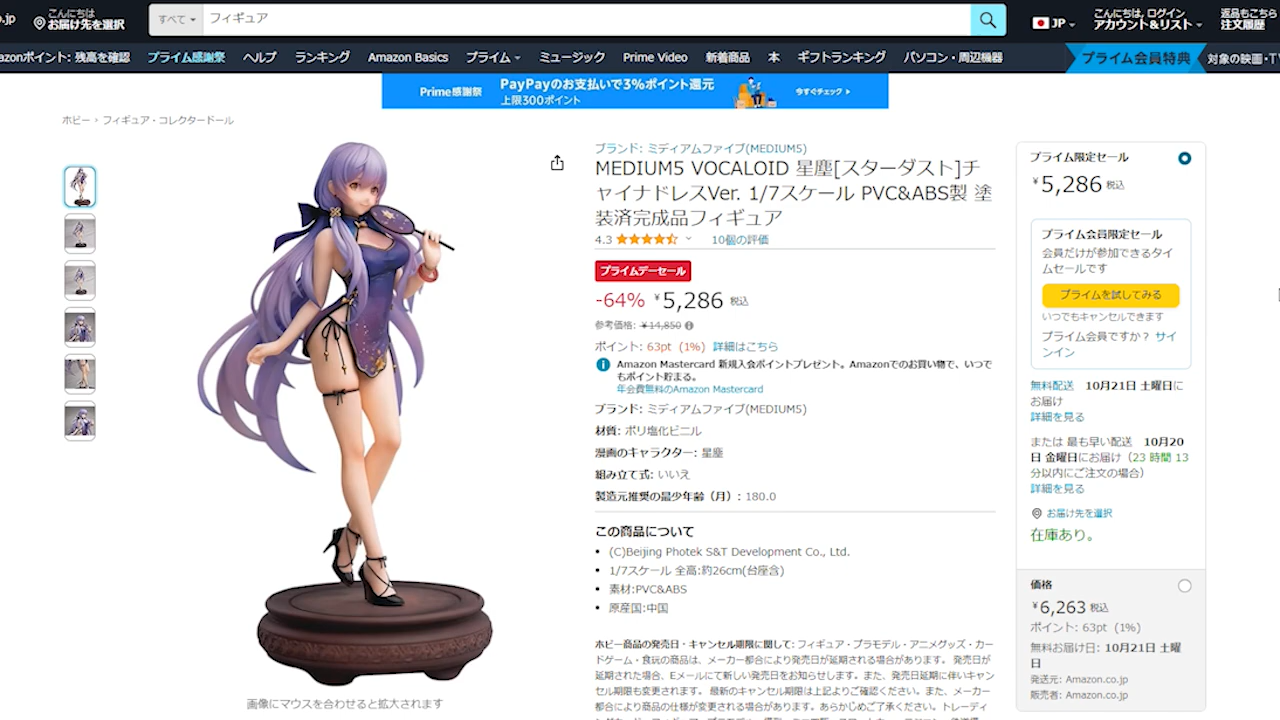 .jp
こんにちは
お届け先を選択
すべて
フィギュア
JP
こんにちは, ログイン
アカウント&リスト
返品もこちら
注文履歴
azonポイント: 残高を確認
プライム感謝祭
ヘルプ
ランキング
Amazon Basics
プライム
ミュージック
Prime Video
新着商品
本
ギフトランキング
パソコン・周辺機器
プライム会員特典
対象の映画・T
Prime感謝祭
PayPayのお支払いで3%ポイント還元
上限300ポイント
今すぐチェック
ホビー › フィギュア・コレクタードール
画像にマウスを合わせると拡大されます
ブランド: ミディアムファイブ(MEDIUM5)
MEDIUM5 VOCALOID 星塵[スターダスト]チ
ャイナドレスVer. 1/7スケール PVC&ABS製 塗
装済完成品フィギュア
4.3
10個の評価
プライムデーセール
-64% ¥5,286 税込
参考価格: ¥14,850
ポイント: 63pt (1%) 詳細はこちら
Amazon Mastercard 新規入会ポイントプレゼント。Amazonでのお買い物で、いつで
もポイント貯まる。
年会費無料のAmazon Mastercard
ブランド: ミディアムファイブ(MEDIUM5)
材質: ポリ塩化ビニル
漫画のキャラクター: 星塵
組み立て式: いいえ
製造元推奨の最少年齢（月）: 180.0
この商品について
• (C)Beijing Photek S&T Development Co., Ltd.
• 1/7スケール 全高:約26cm(台座含)
• 素材:PVC&ABS
• 原産国:中国
ホビー商品の発売日・キャンセル期限に関して: フィギュア・プラモデル・アニメグッズ・カー
ドゲーム・食玩の商品は、メーカー都合により発売日が延期される場合があります。 発売日が
延期された場合、Eメールにて新しい発売日をお知らせします。また、発売日延期に伴いキャン
セル期限も変更されます。 最新のキャンセル期限は上記よりご確認ください。また、メーカー
都合により商品の仕様が変更される場合があります。あらかじめご了承ください。トレーディ
プライム限定セール
¥5,286 税込
プライム会員限定セール
会員だけが参加できるタイ
ムセールです
プライムを試してみる
いつでもキャンセルできます
プライム会員ですか？ サイ
ンイン
無料配送 10月21日 土曜日に
お届け
詳細を見る
または 最も早い配送 10月20
日 金曜日にお届け（23 時間 13
分以内にご注文の場合）
詳細を見る
お届け先を選択
在庫あり。
価格
¥6,263 税込
ポイント: 63pt (1%)
無料お届け日: 10月21日 土曜
日
発送元: Amazon.co.jp
販売者: Amazon.co.jp